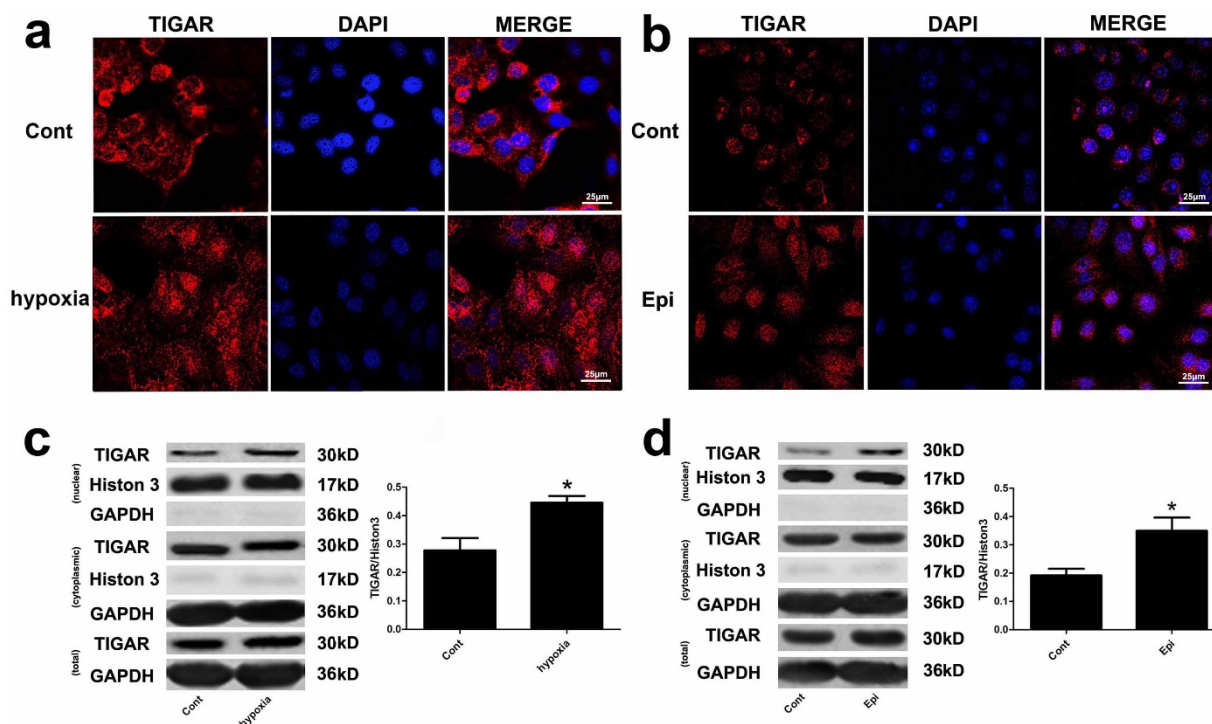 a
TIGAR DAPI MERGE
Cont
25μm
hypoxia
25μm
b
TIGAR DAPI MERGE
Cont
25μm
Epi
25μm
c
(nuclear)
TIGAR 30kD
Histon 3 17kD
GAPDH 36kD
(cytoplasmic)
TIGAR 30kD
Histon 3 17kD
GAPDH 36kD
(total)
TIGAR 30kD
GAPDH 36kD
Cont hypoxia
TIGAR/Histon3
0.5
0.4
0.3
0.2
0.1
0.0
*
Cont hypoxia
d
(nuclear)
TIGAR 30kD
Histon 3 17kD
GAPDH 36kD
(cytoplasmic)
TIGAR 30kD
Histon 3 17kD
GAPDH 36kD
(total)
TIGAR 30kD
GAPDH 36kD
Cont Epi
TIGAR/Histon3
0.5
0.4
0.3
0.2
0.1
0.0
*
Cont Epi